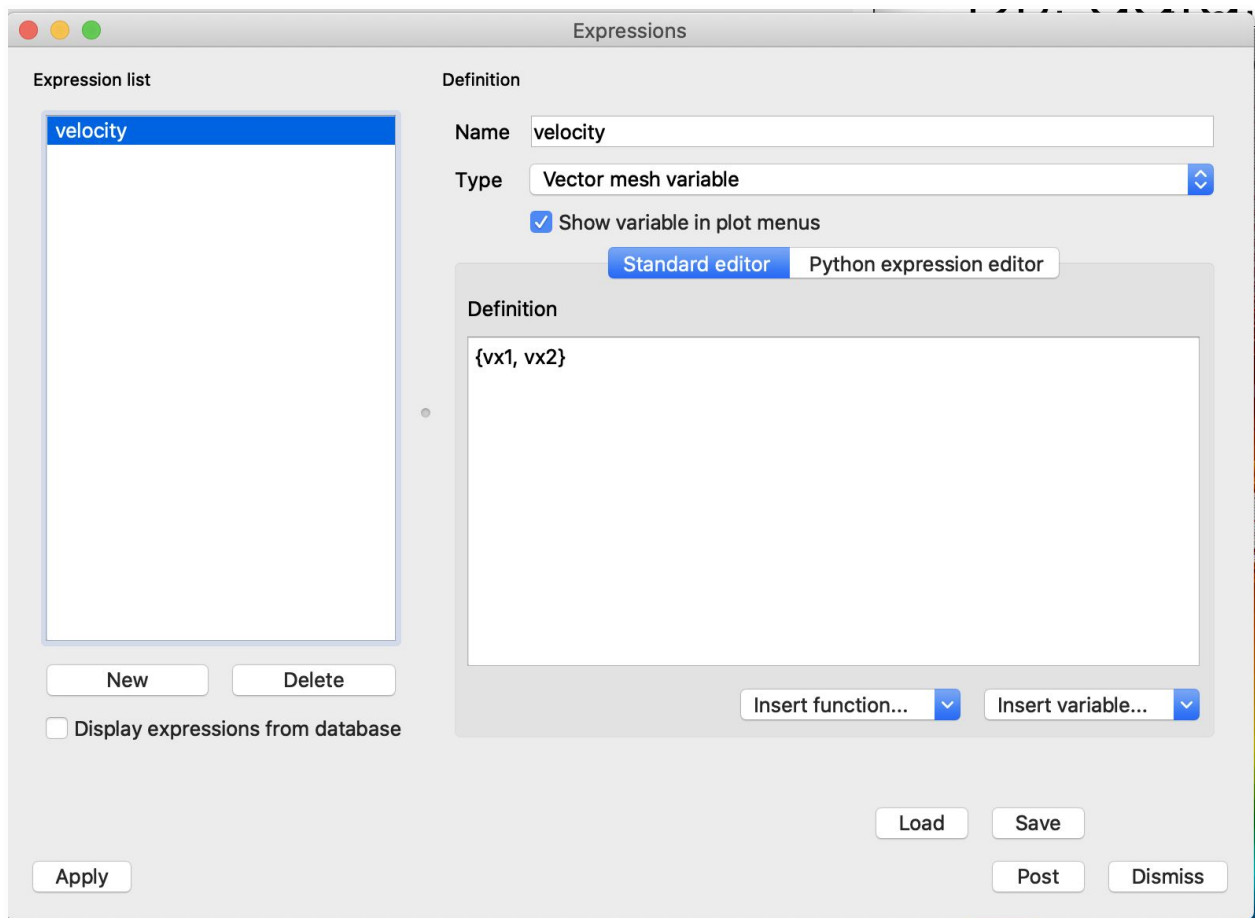 Expressions
Expression list
velocity
New
Delete
Display expressions from database
Definition
Name velocity
Type Vector mesh variable
Show variable in plot menus
Standard editor
Python expression editor
Definition
{vx1, vx2}
Insert function...
Insert variable...
Load
Save
Apply
Post
Dismiss